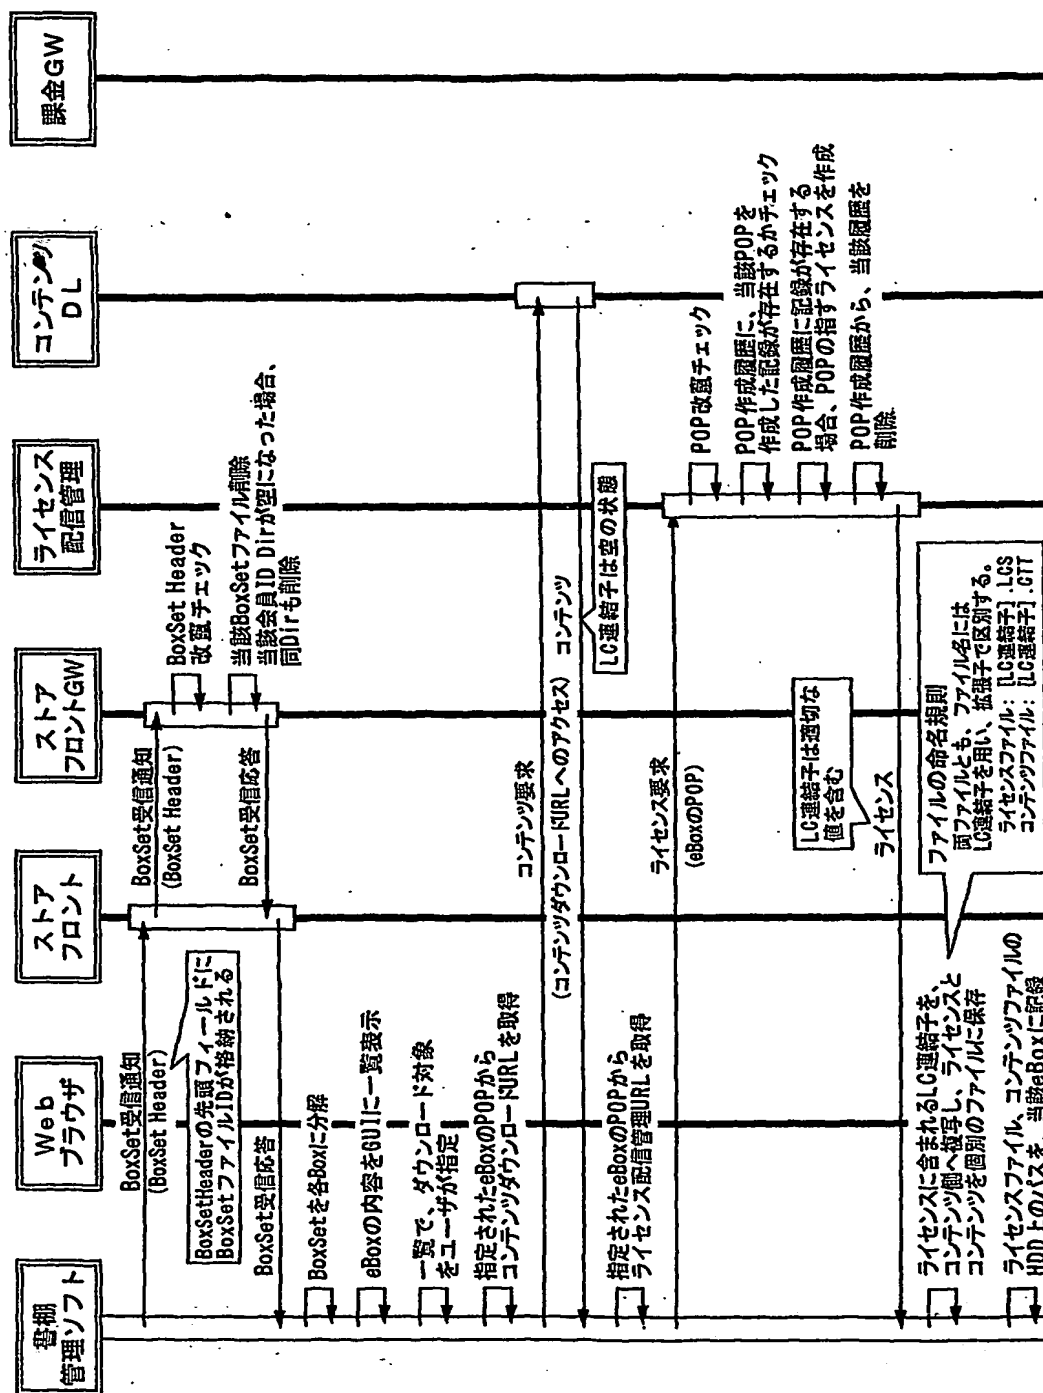 書棚
管理ソフト
Web
ブラウザ
ストア
フロント
ストア
フロントGW
ライセンス
配信管理
コンテンツ
DL
課金GW
BoxSet受信通知
(BoxSet Header)
BoxSetHeaderの先頭フィールドに
BoxSetファイルIDが格納される
BoxSet受信通知
(BoxSet Header)
BoxSet Header
改竄チェック
当該BoxSetファイル削除
当該会員ID Dirが空になった場合、
同Dirも削除
BoxSet受信応答
BoxSet受信応答
BoxSetを各Boxに分解
eBoxの内容をGUIに一覧表示
一覧で、ダウンロード対象
をユーザが指定
指定されたeBoxのPOPから
コンテンツダウンロードURLを取得
コンテンツ要求
(コンテンツダウンロードURLへのアクセス)
コンテンツ
LC連結子は空の状態
指定されたeBoxのPOPから
ライセンス配信管理URLを取得
ライセンス要求
(eBoxのPOP)
POP改竄チェック
POP作成履歴に、当該POPを
作成した記録が存在するかチェック
POP作成履歴に記録が存在する
場合、POPの指すライセンスを作成
POP作成履歴から、当該履歴を
削除
LC連結子は適切な
値を含む
ライセンス
ライセンスに含まれるLC連結子を、
コンテンツ側へ複写し、ライセンスと
コンテンツを個別のファイルに保存
ファイルの命名規則
両ファイルとも、ファイル名には
LC連結子を用い、拡張子で区別する。
ライセンスファイル: [LC連結子].LCS
コンテンツファイル: [LC連結子].CTT
ライセンスファイル、コンテンツファイルの
HDD上のパスを、当該eBoxに記録